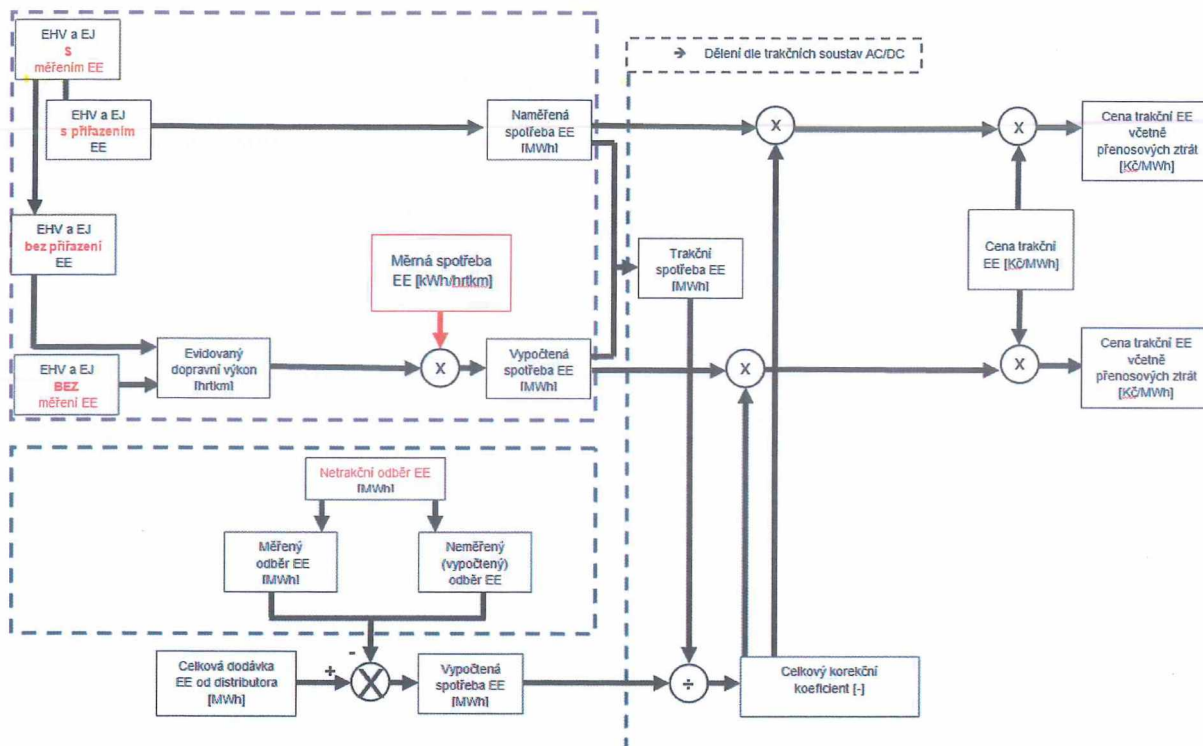 EHV a EJ
S
měřením EE
➔ Dělení dle trakčních soustav AC/DC
EHV a EJ
s přiřazením
EE
Naměřená
spotřeba EE
[MWh]
X
X
Cena trakční EE
včetně
přenosových ztrát
[Kč/MWh]
EHV a EJ
bez přiřazení
EE
Měrná spotřeba
EE [kWh/hrtkm]
Trakční
spotřeba EE
[MWh]
Cena trakční
EE [Kč/MWh]
EHV a EJ
BEZ
měření EE
Evidovaný
dopravní výkon
[hrtkm]
X
Vypočtená
spotřeba EE
[MWh]
X
X
Cena trakční EE
včetně
přenosových ztrát
[Kč/MWh]
Netrakční odběr EE
[MWh]
Měřený
odběr EE
[MWh]
Neměřený
(vypočtený)
odběr EE
-
+
Celková dodávka
EE od distributora
[MWh]
X
Vypočtená
spotřeba EE
[MWh]
÷
Celkový korekční
koeficient [-]